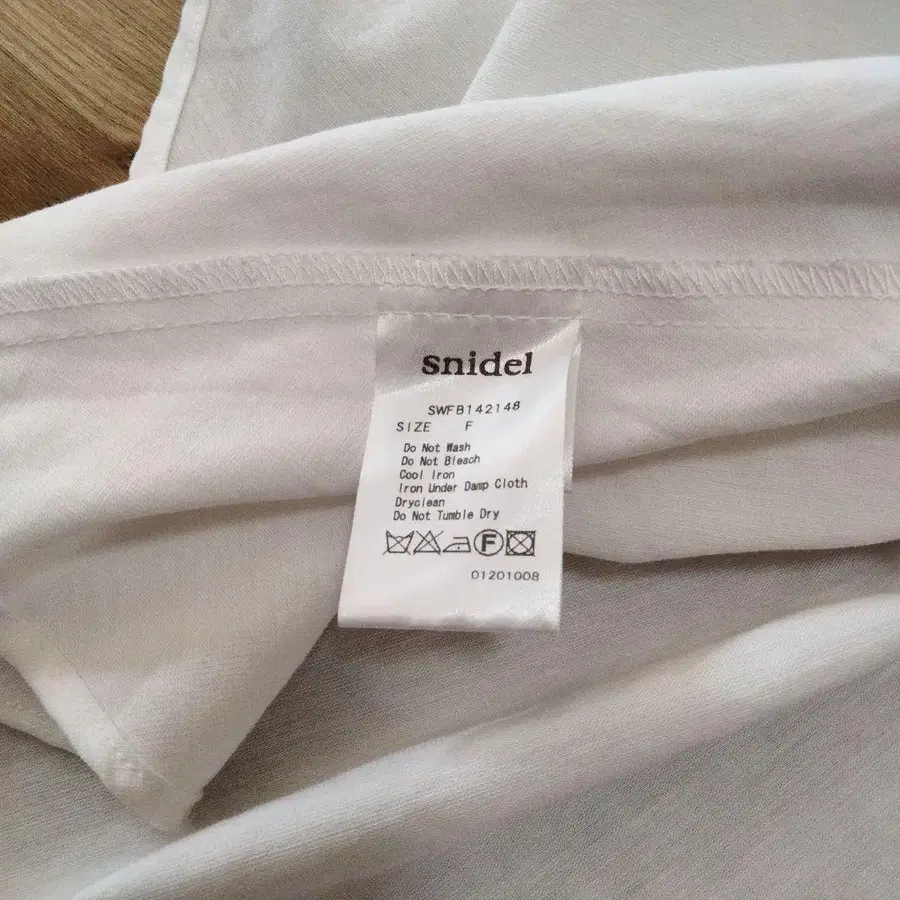 snidel
SWFB142148
SIZE F
Do Not Wash
Do Not Bleach
Cool Iron
Iron Under Damp Cloth
Dryclean
Do Not Tumble Dry
F
01201008